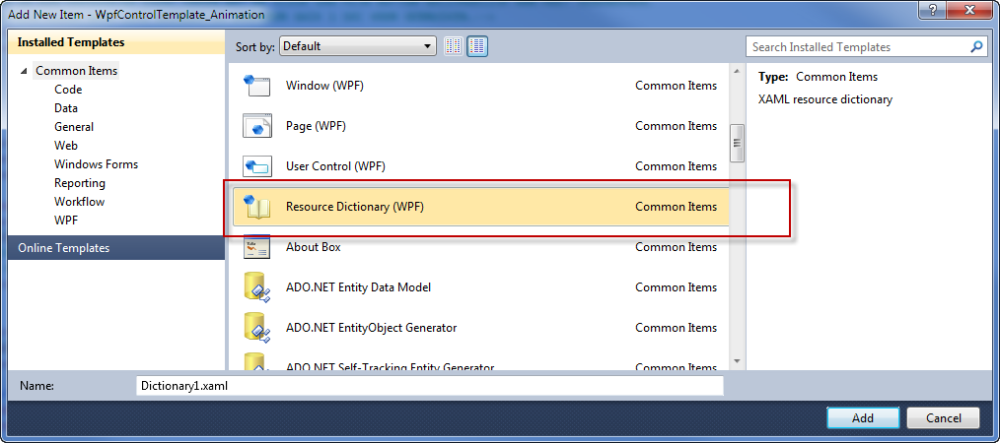 Add New Item - WpfControlTemplate_Animation
Installed Templates
Common Items
Code
Data
General
Web
Windows Forms
Reporting
Workflow
WPF
Online Templates
Sort by: Default
Window (WPF) Common Items
Page (WPF) Common Items
User Control (WPF) Common Items
Resource Dictionary (WPF) Common Items
About Box Common Items
ADO.NET Entity Data Model Common Items
ADO.NET EntityObject Generator Common Items
ADO.NET Self-Tracking Entity Generator Common Items
Search Installed Templates
Type: Common Items
XAML resource dictionary
Name: Dictionary1.xaml
Add Cancel